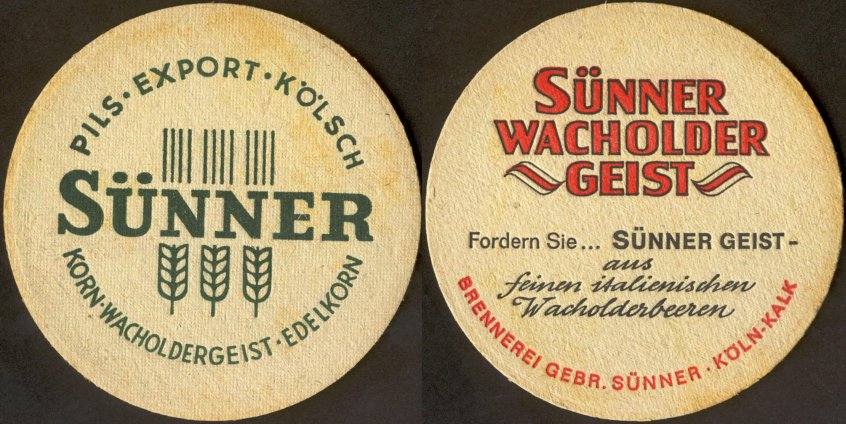 PILS · EXPORT · KÖLSCH
SÜNNER
KORN · WACHOLDERGEIST · EDELKORN
SÜNNER
WACHOLDER
GEIST
Fordern Sie... SÜNNER GEIST -
aus
feinen italienischen
Wacholderbeeren
BRENNEREI GEBR. SÜNNER · KÖLN-KALK